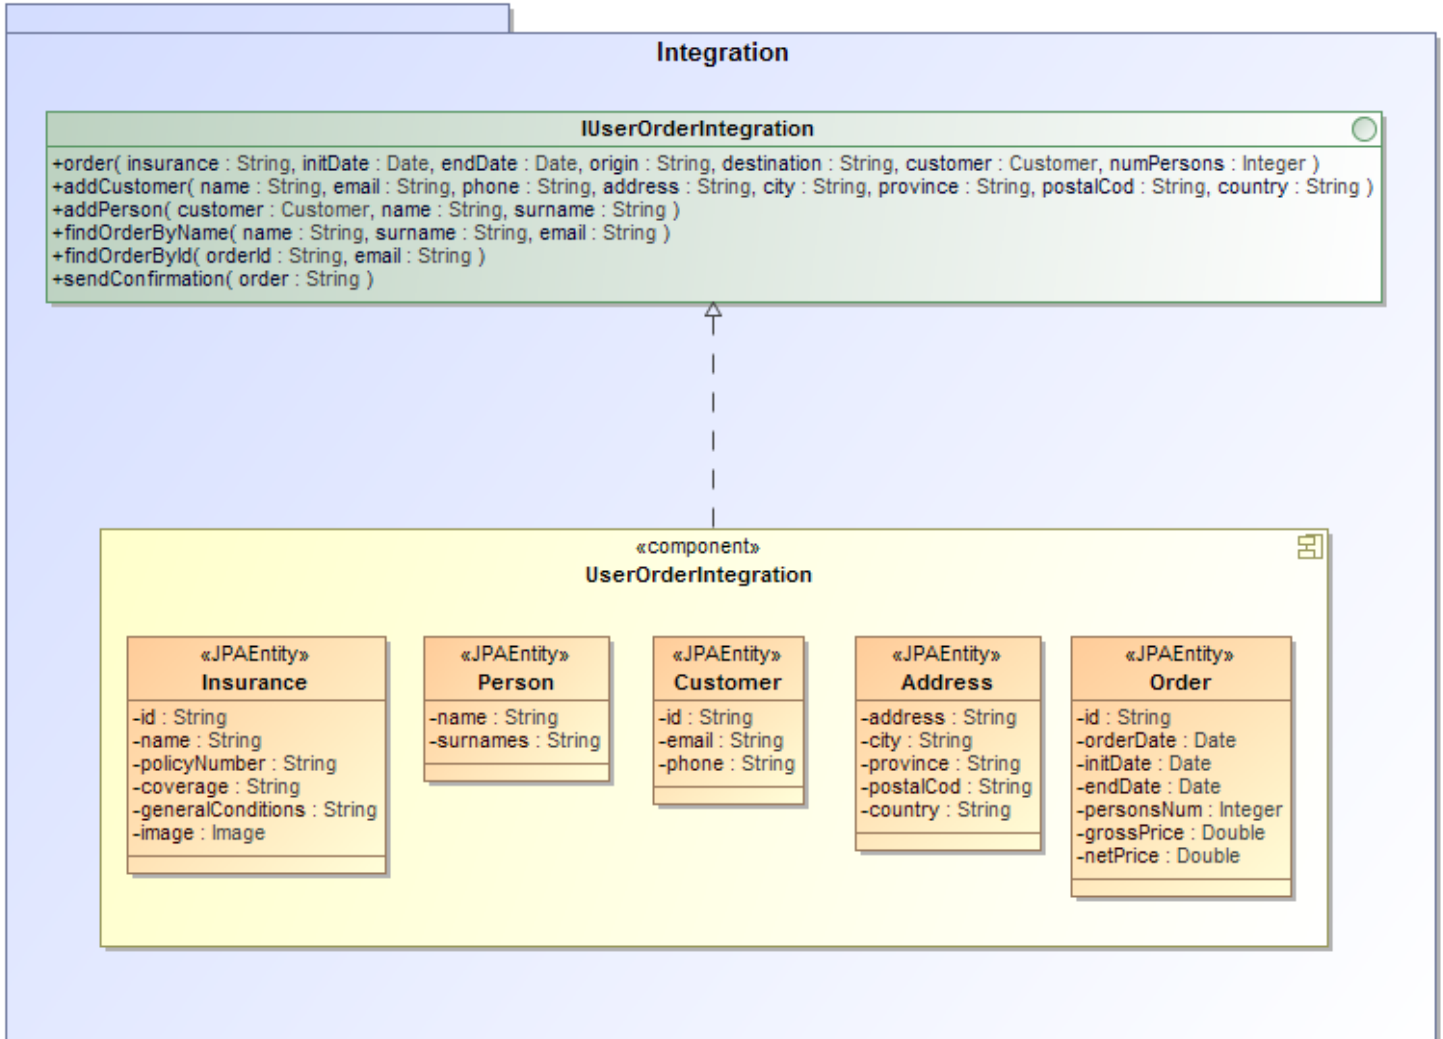 Integration
IUserOrderIntegration
+order( insurance : String, initDate : Date, endDate : Date, origin : String, destination : String, customer : Customer, numPersons : Integer )
+addCustomer( name : String, email : String, phone : String, address : String, city : String, province : String, postalCod : String, country : String )
+addPerson( customer : Customer, name : String, surname : String )
+findOrderByName( name : String, surname : String, email : String )
+findOrderById( orderId : String, email : String )
+sendConfirmation( order : String )
«component»
UserOrderIntegration
«JPAEntity»
Insurance
-id : String
-name : String
-policyNumber : String
-coverage : String
-generalConditions : String
-image : Image
«JPAEntity»
Person
-name : String
-surnames : String
«JPAEntity»
Customer
-id : String
-email : String
-phone : String
«JPAEntity»
Address
-address : String
-city : String
-province : String
-postalCod : String
-country : String
«JPAEntity»
Order
-id : String
-orderDate : Date
-initDate : Date
-endDate : Date
-personsNum : Integer
-grossPrice : Double
-netPrice : Double